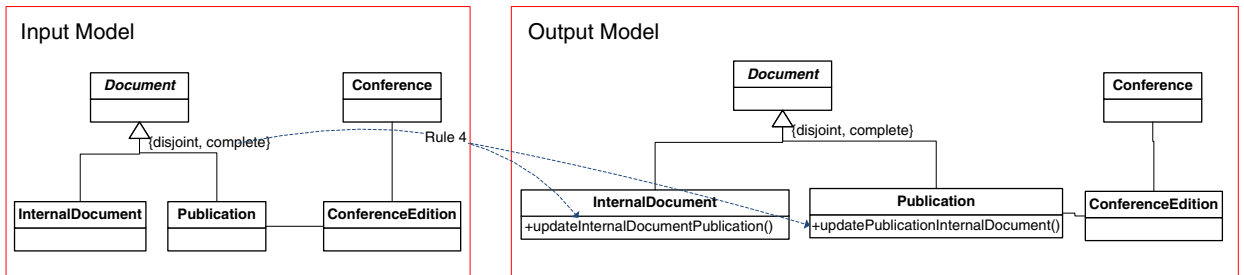 Input Model
Document
Conference
{disjoint, complete}
Rule 4
InternalDocument
Publication
ConferenceEdition
Output Model
Document
Conference
{disjoint, complete}
InternalDocument
+updateInternalDocumentPublication()
Publication
+updatePublicationInternalDocument()
ConferenceEdition